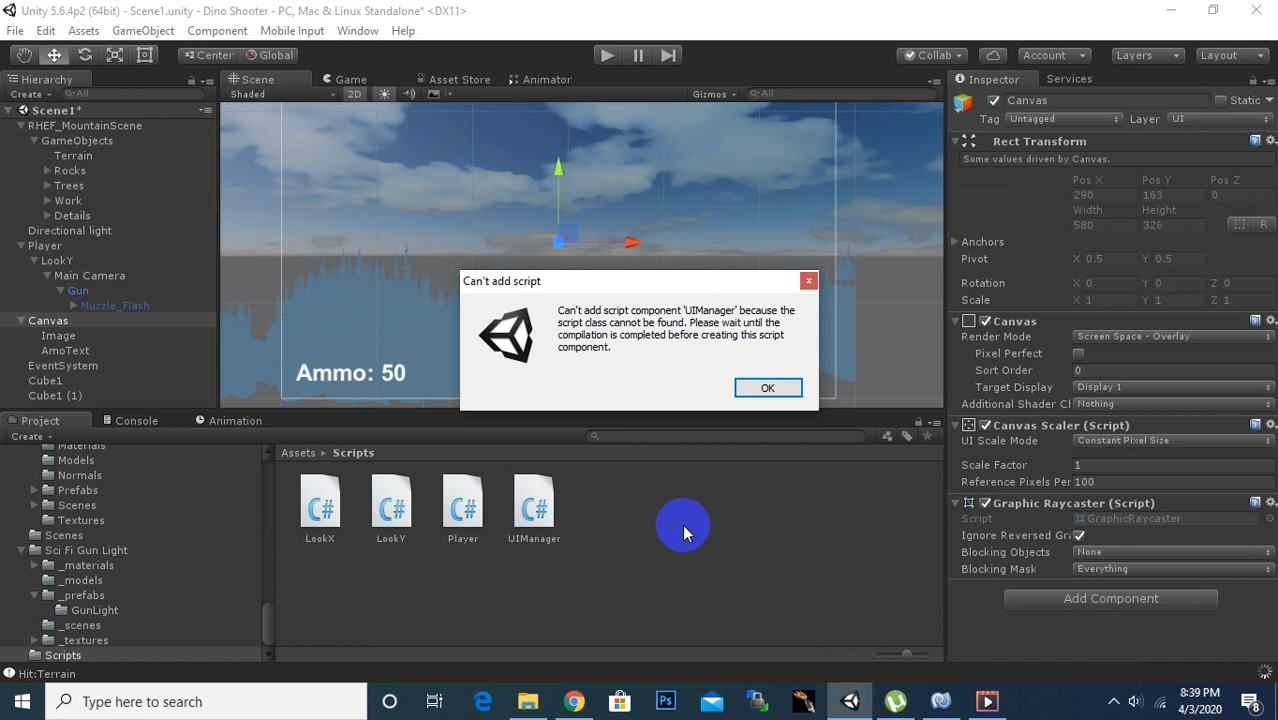 Unity 5.6.4p2 (64bit) - Scene1.unity - Dino Shooter - PC, Mac & Linux Standalone* <DX11>
File Edit Assets GameObject Component Mobile Input Window Help
Center Global Collab Account Layers Layout
Hierarchy
Create All
Scene1*
RHEF_MountainScene
GameObjects
Terrain
Rocks
Trees
Work
Details
Directional light
Player
LookY
Main Camera
Gun
Muzzle_Flash
Canvas
Image
AmoText
EventSystem
Cube1
Cube1 (1)
Scene Game Asset Store Animator
Shaded 2D Gizmos All
Ammo: 50
Can't add script
Can't add script component 'UIManager' because the
script class cannot be found. Please wait until the
compilation is completed before creating this script
component.
OK
Inspector Services
Canvas Static
Tag Untagged Layer UI
Rect Transform
Some values driven by Canvas.
Pos X Pos Y Pos Z
290 163 0
Width Height
580 326
R
Anchors
Pivot X 0.5 Y 0.5
Rotation X 0 Y 0 Z 0
Scale X 1 Y 1 Z 1
Canvas
Render Mode Screen Space - Overlay
Pixel Perfect
Sort Order 0
Target Display Display 1
Additional Shader Cl Nothing
Canvas Scaler (Script)
UI Scale Mode Constant Pixel Size
Scale Factor 1
Reference Pixels Per 100
Graphic Raycaster (Script)
Script GraphicRaycaster
Ignore Reversed Gra
Blocking Objects None
Blocking Mask Everything
Add Component
Project Console Animation
Create
Materials
Models
Normals
Prefabs
Scenes
Textures
Scenes
Sci Fi Gun Light
_materials
_models
_prefabs
GunLight
_scenes
_textures
Scripts
Assets Scripts
C# C# C# C#
LookX LookY Player UIManager
Hit:Terrain
Type here to search
Ps
8:39 PM
4/3/2020
8